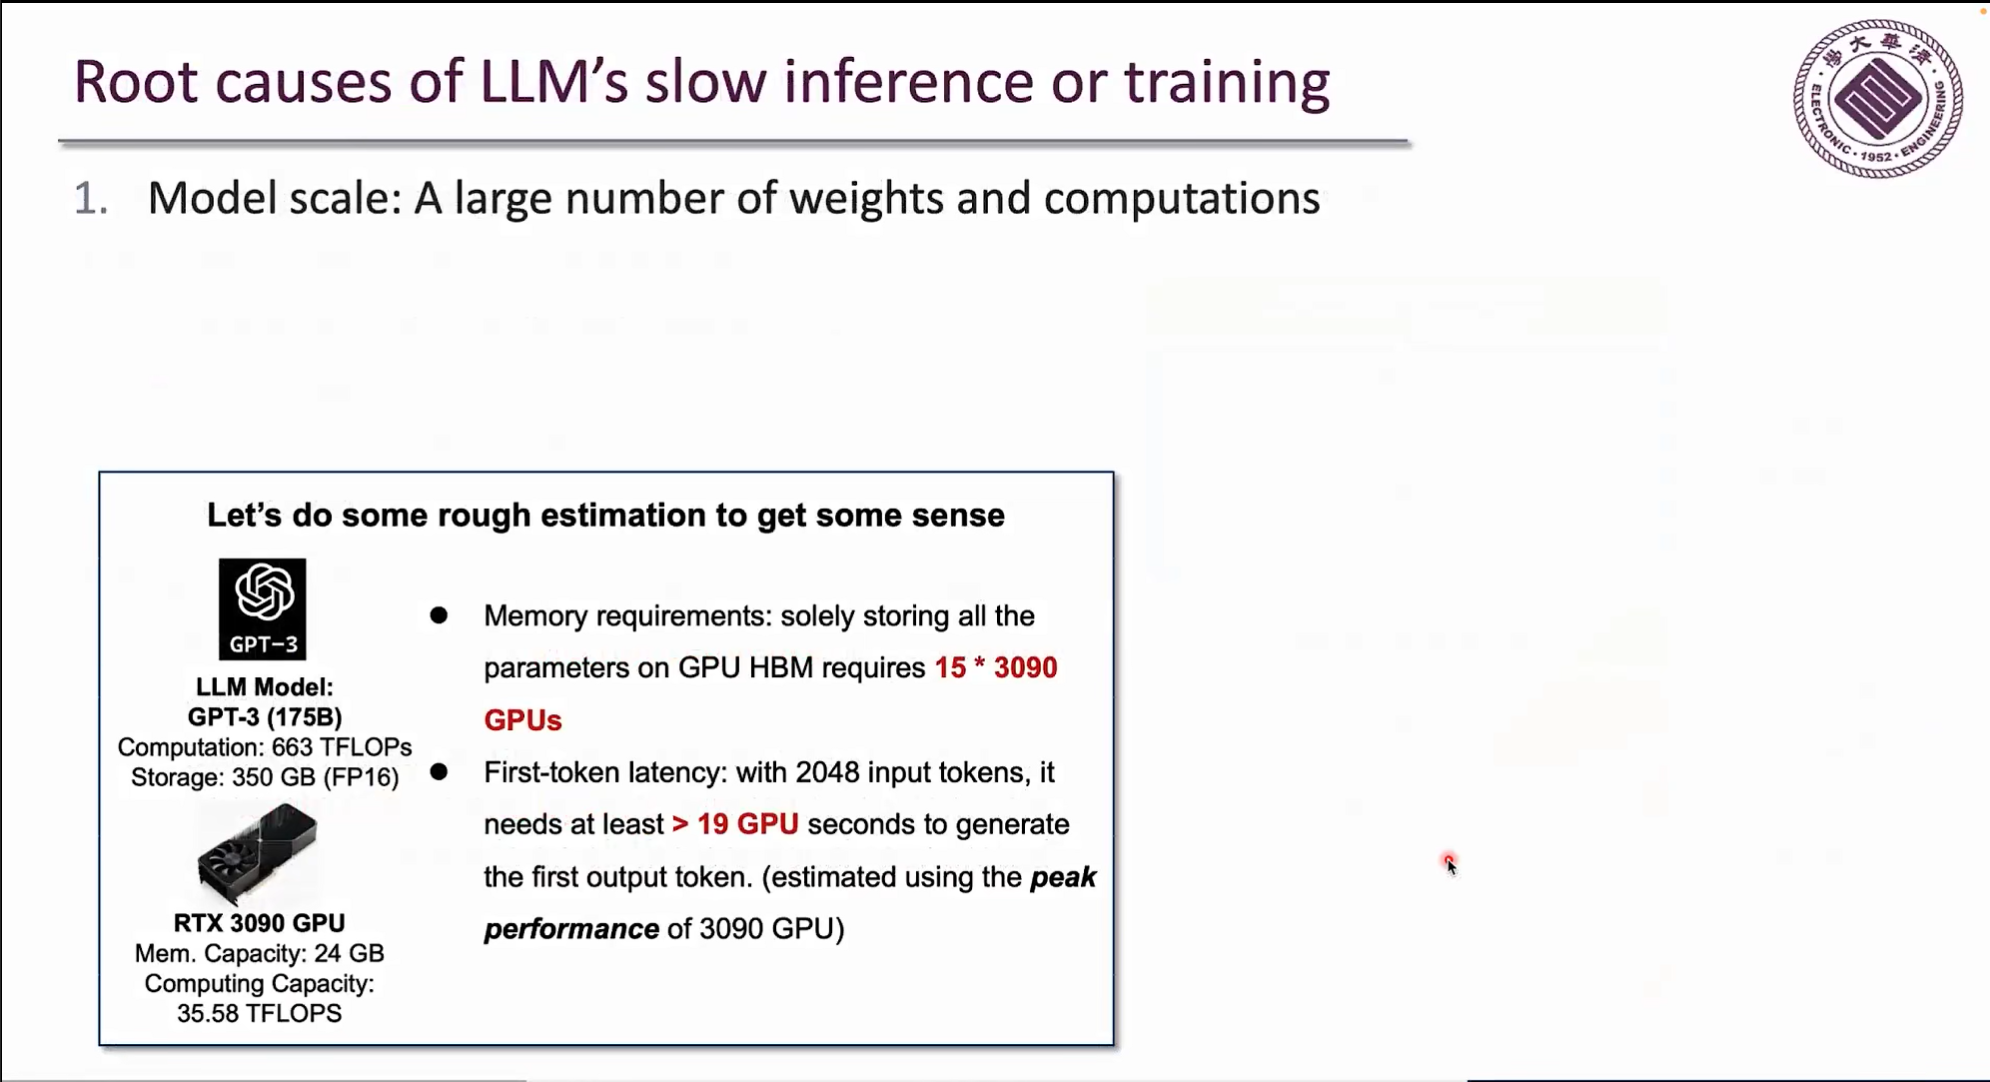 Root causes of LLM's slow inference or training
學大華清
ELECTRONIC · 1952 · ENGINEERING
1. Model scale: A large number of weights and computations
Let's do some rough estimation to get some sense
GPT-3
LLM Model:
GPT-3 (175B)
Computation: 663 TFLOPs
Storage: 350 GB (FP16)
RTX 3090 GPU
Mem. Capacity: 24 GB
Computing Capacity:
35.58 TFLOPS
● Memory requirements: solely storing all the
parameters on GPU HBM requires 15 * 3090
GPUs
● First-token latency: with 2048 input tokens, it
needs at least > 19 GPU seconds to generate
the first output token. (estimated using the peak
performance of 3090 GPU)